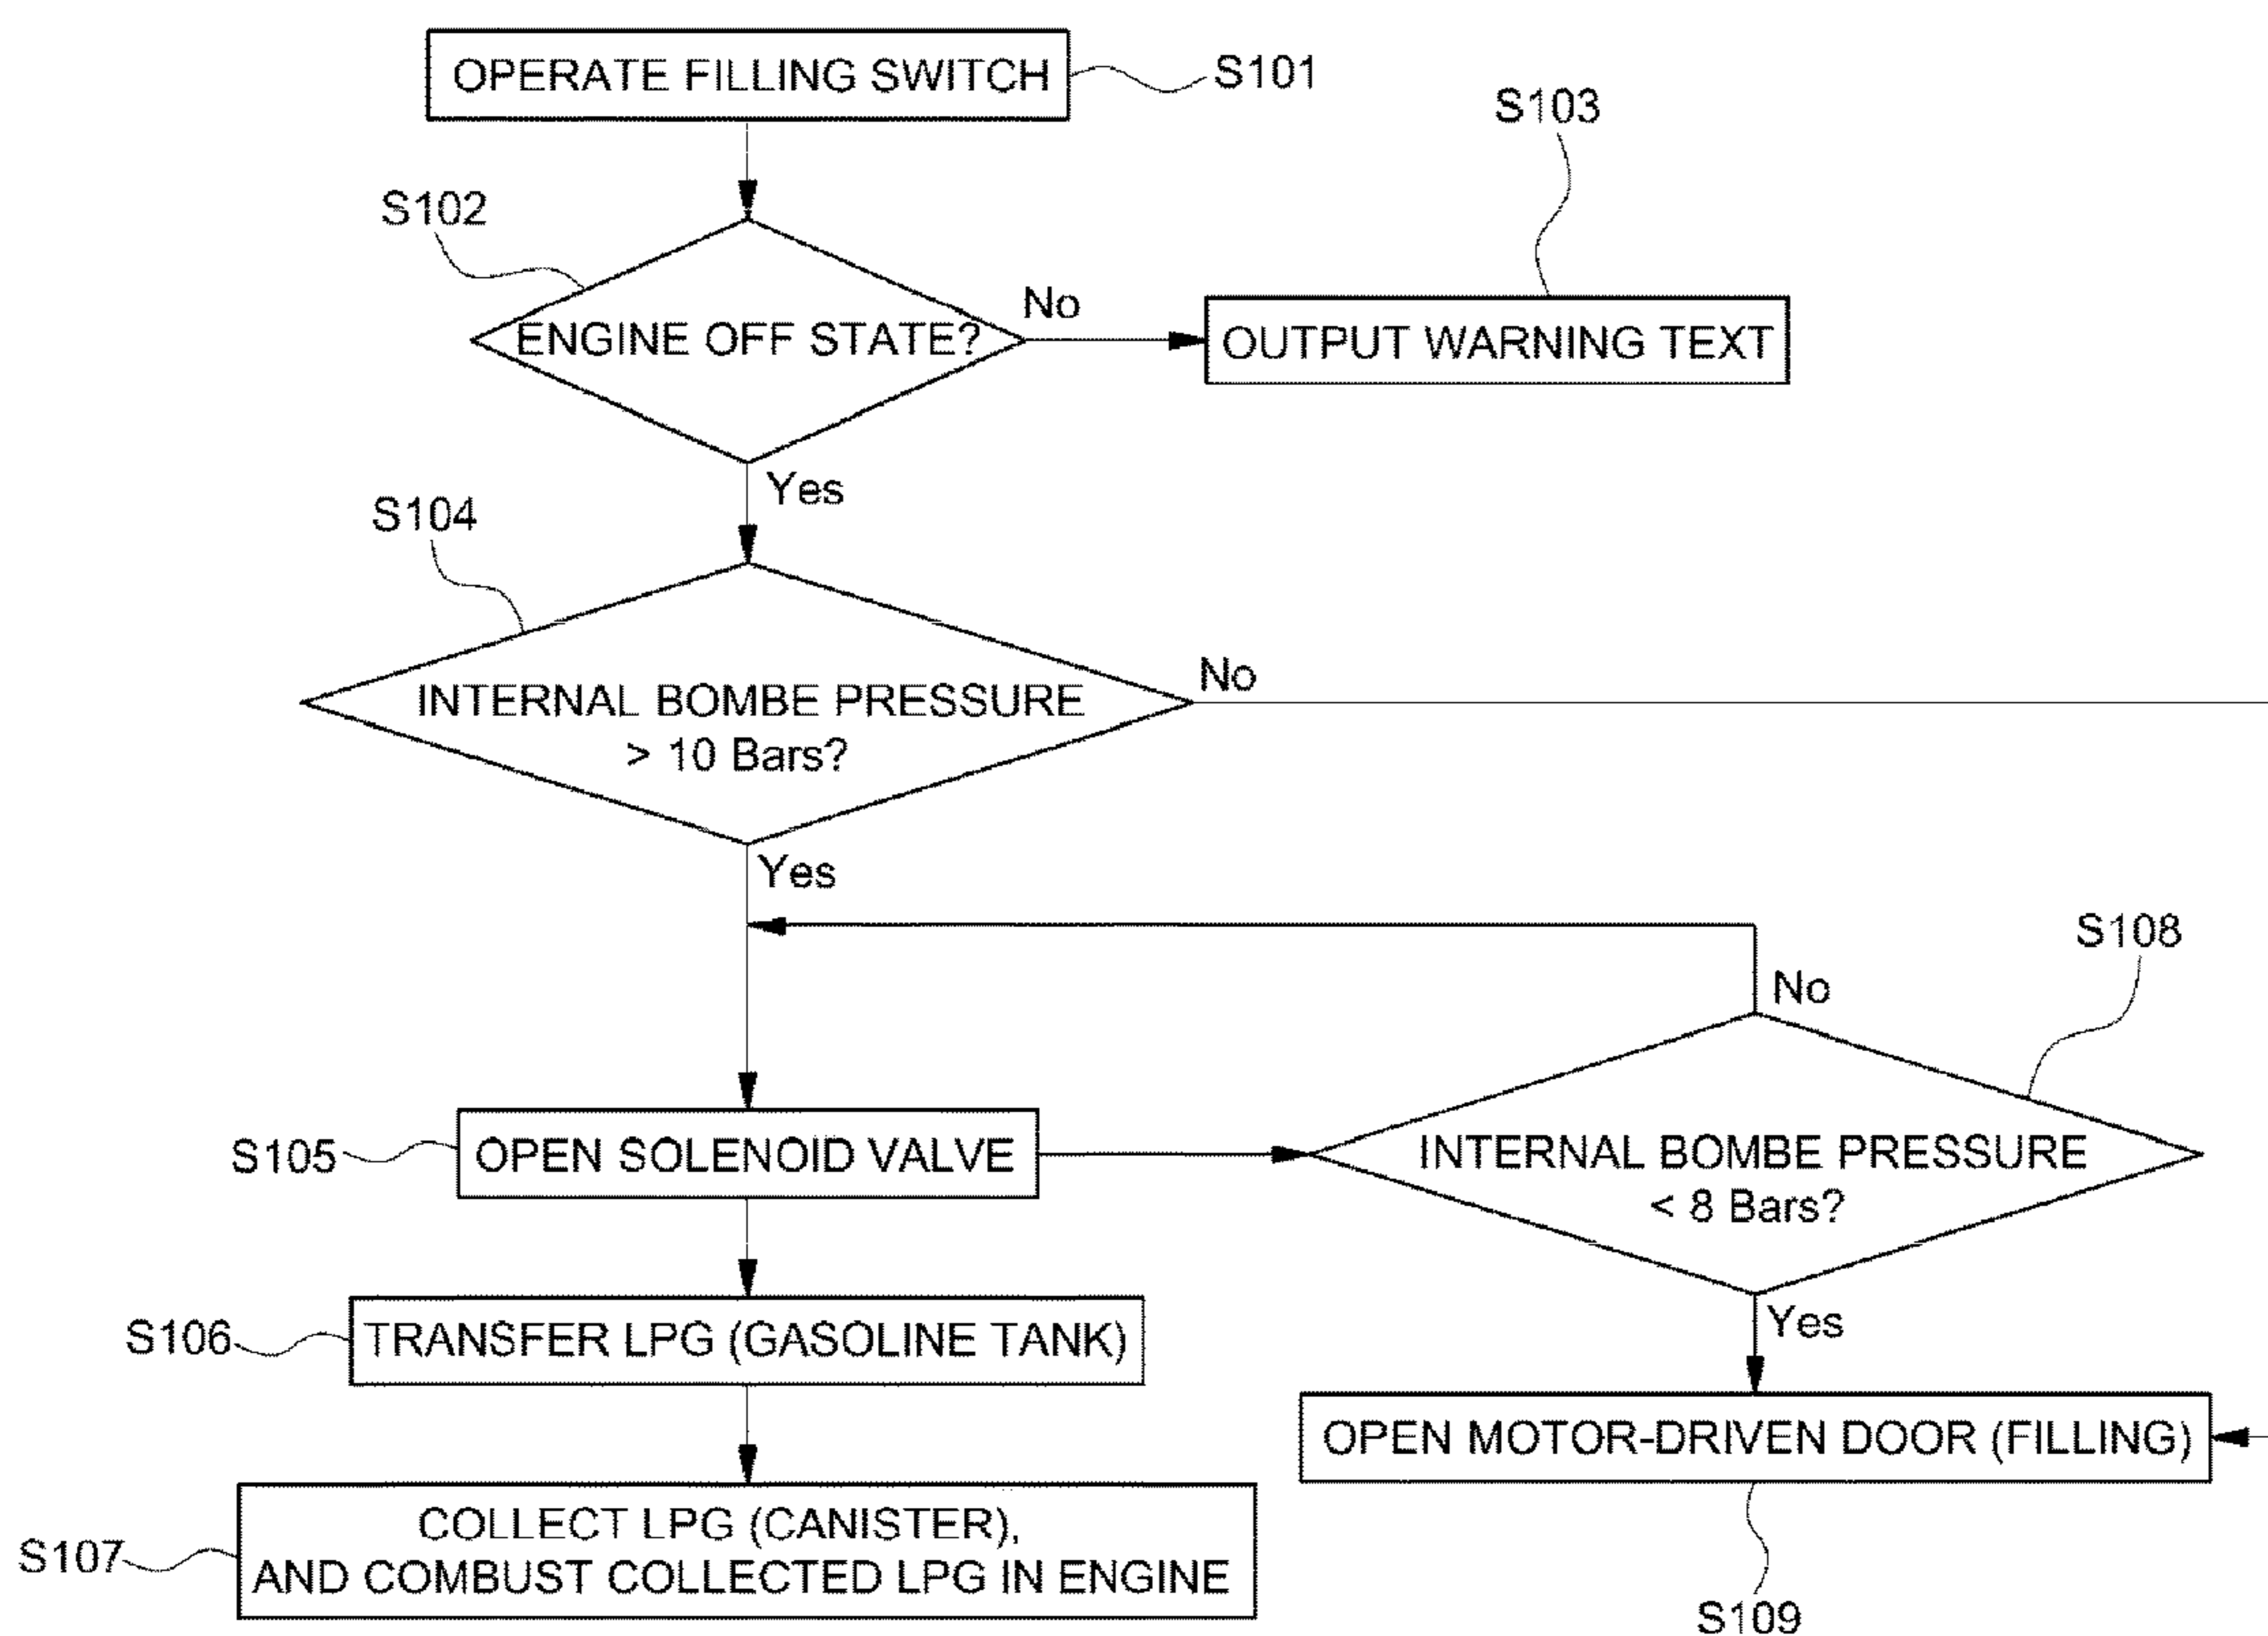 OPERATE FILLING SWITCH
S101
S103
S102
ENGINE OFF STATE?
No
OUTPUT WARNING TEXT
Yes
S104
INTERNAL BOMBE PRESSURE
> 10 Bars?
No
Yes
S108
No
S105
OPEN SOLENOID VALVE
INTERNAL BOMBE PRESSURE
< 8 Bars?
S106
TRANSFER LPG (GASOLINE TANK)
Yes
OPEN MOTOR-DRIVEN DOOR (FILLING)
S107
COLLECT LPG (CANISTER),
AND COMBUST COLLECTED LPG IN ENGINE
S109